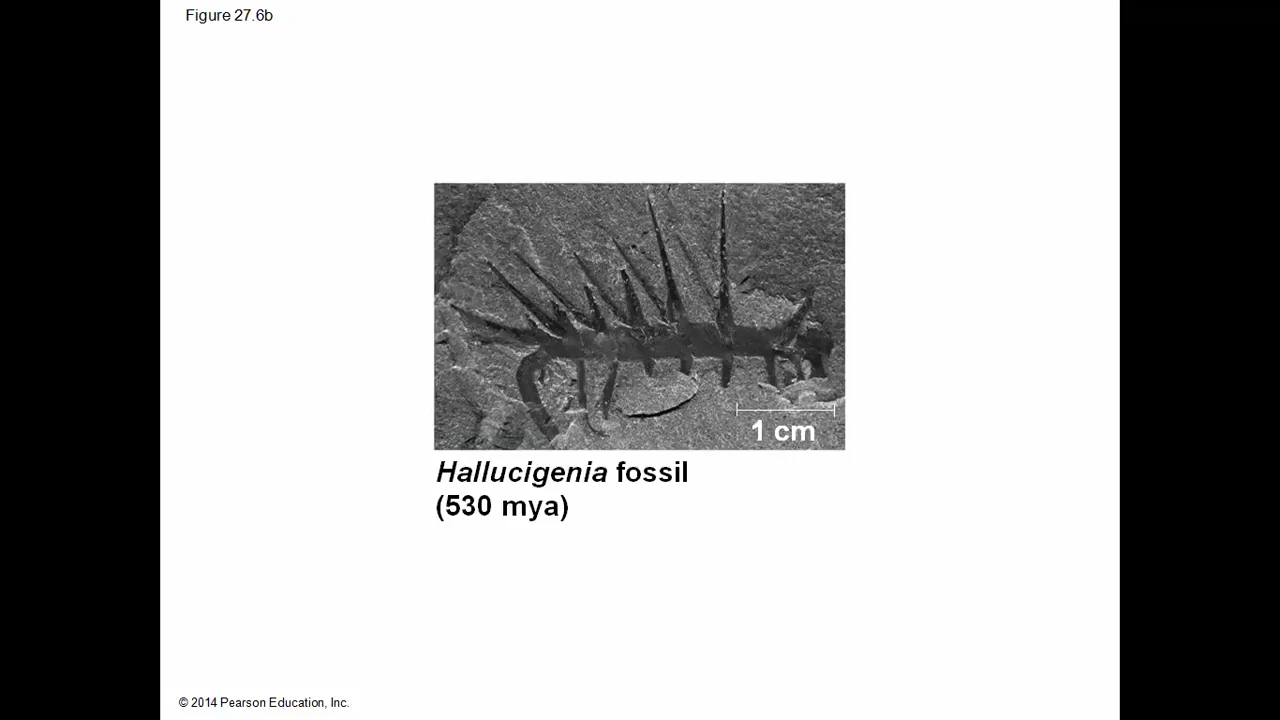 Figure 27.6b
1 cm
Hallucigenia fossil
(530 mya)
© 2014 Pearson Education, Inc.